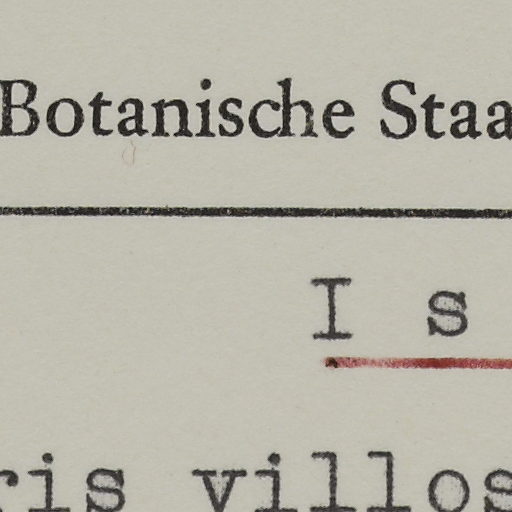 Botanische Staa
I s
ris villos